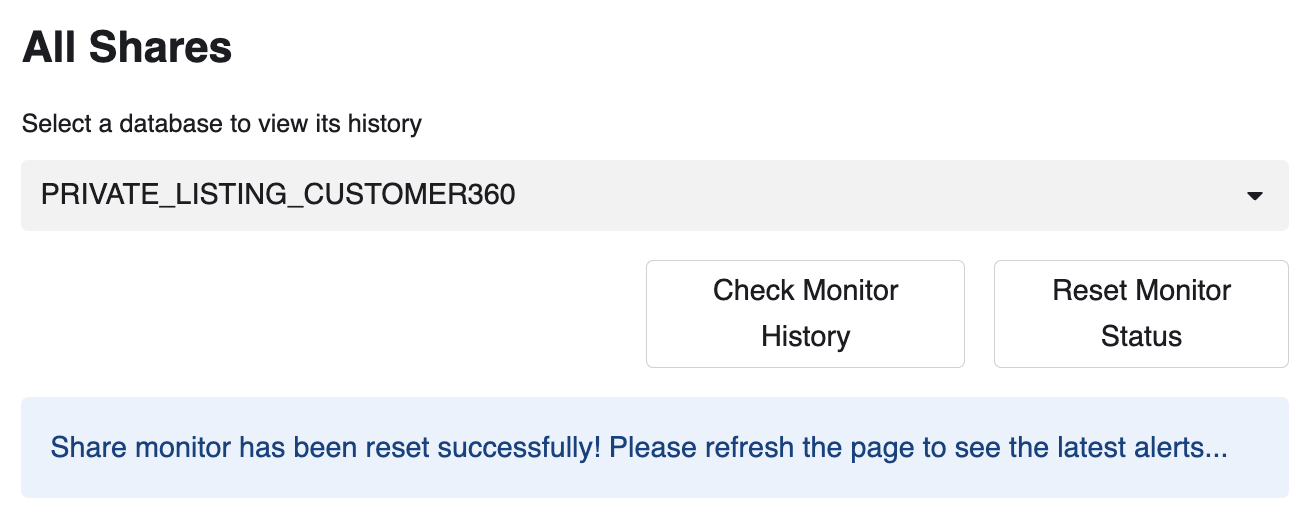 All Shares
Select a database to view its history
PRIVATE_LISTING_CUSTOMER360
Check Monitor
History
Reset Monitor
Status
Share monitor has been reset successfully! Please refresh the page to see the latest alerts...